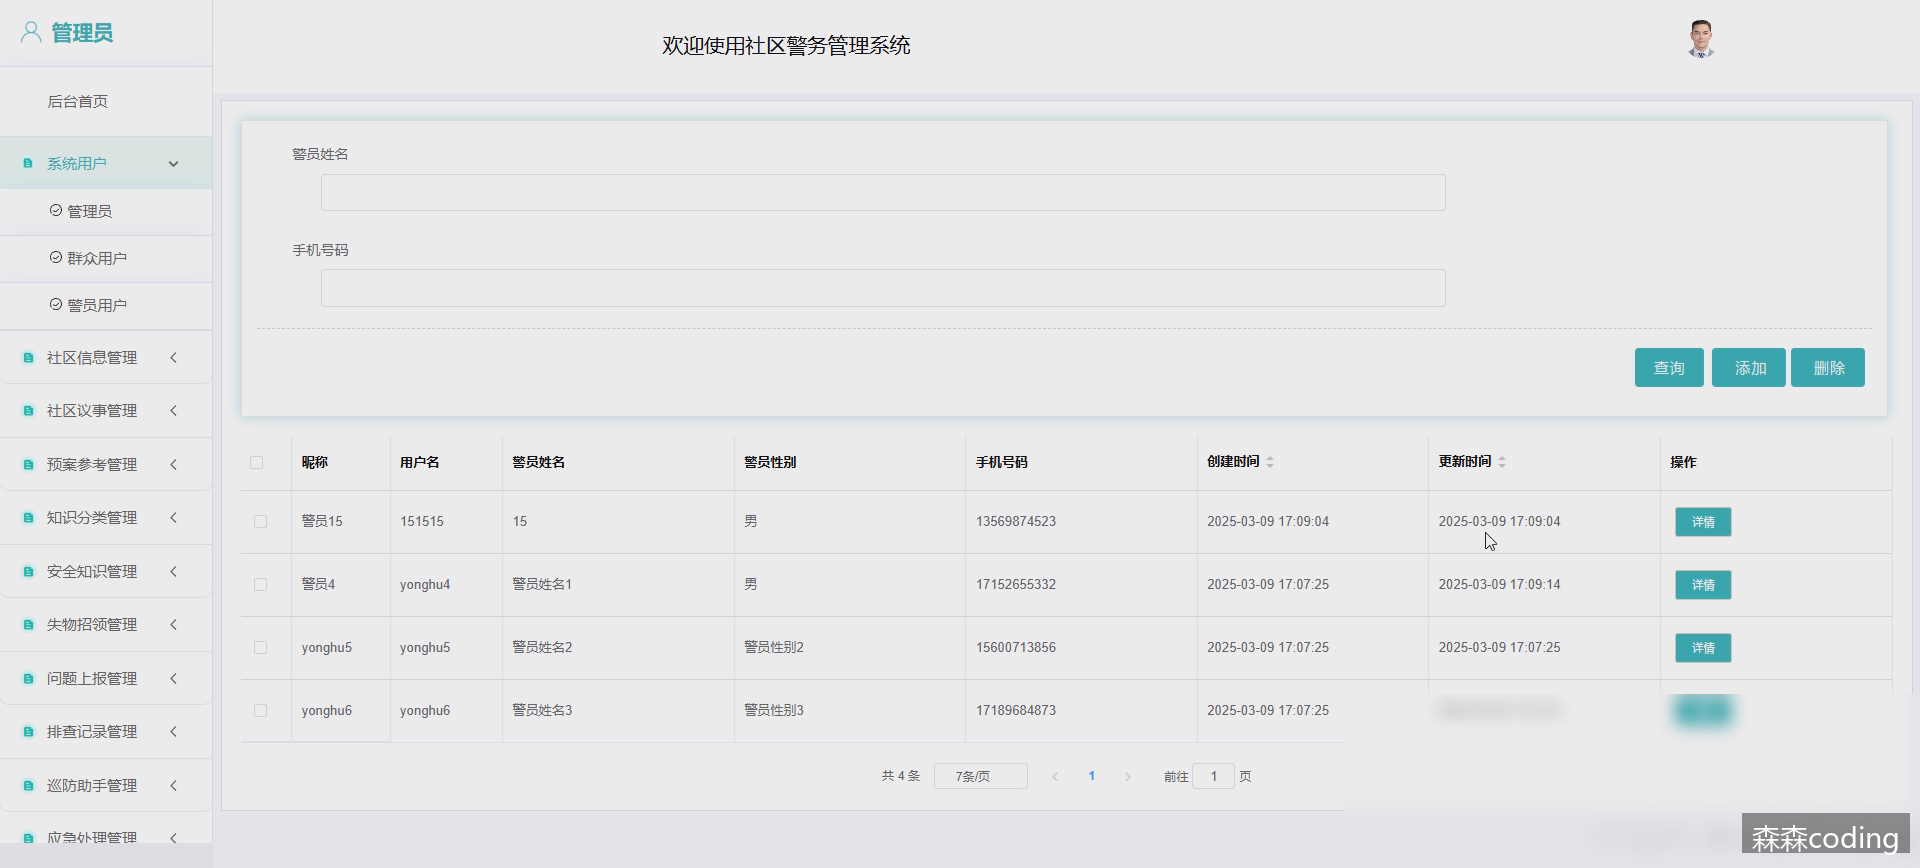 管理员
欢迎使用社区警务管理系统
后台首页
系统用户
管理员
群众用户
警员用户
社区信息管理
社区议事管理
预案参考管理
知识分类管理
安全知识管理
失物招领管理
问题上报管理
排查记录管理
巡防助手管理
应急处理管理
警员姓名
手机号码
查询 添加 删除
昵称 用户名 警员姓名 警员性别 手机号码 创建时间 更新时间 操作
警员15 151515 15 男 13569874523 2025-03-09 17:09:04 2025-03-09 17:09:04 详情
警员4 yonghu4 警员姓名1 男 17152655332 2025-03-09 17:07:25 2025-03-09 17:09:14 详情
yonghu5 yonghu5 警员姓名2 警员性别2 15600713856 2025-03-09 17:07:25 2025-03-09 17:07:25 详情
yonghu6 yonghu6 警员姓名3 警员性别3 17189684873 2025-03-09 17:07:25
共 4 条 7条/页 1 前往 1 页
森森coding